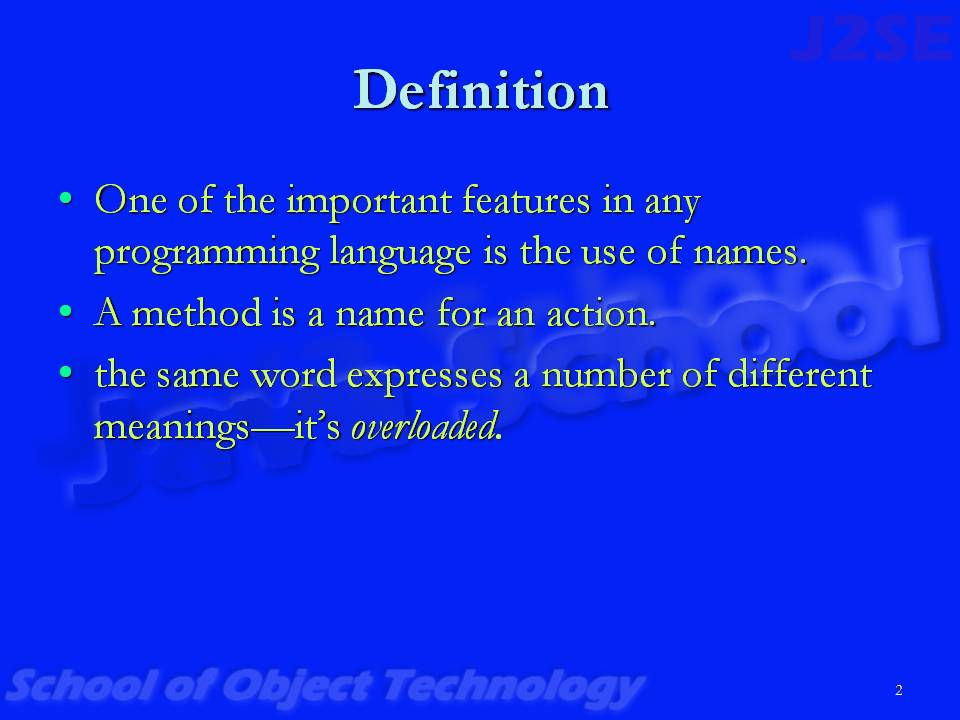 J2SE
Definition
• One of the important features in any
programming language is the use of names.
• A method is a name for an action.
• the same word expresses a number of different
meanings—it’s overloaded.
Java School
School of Object Technology
2